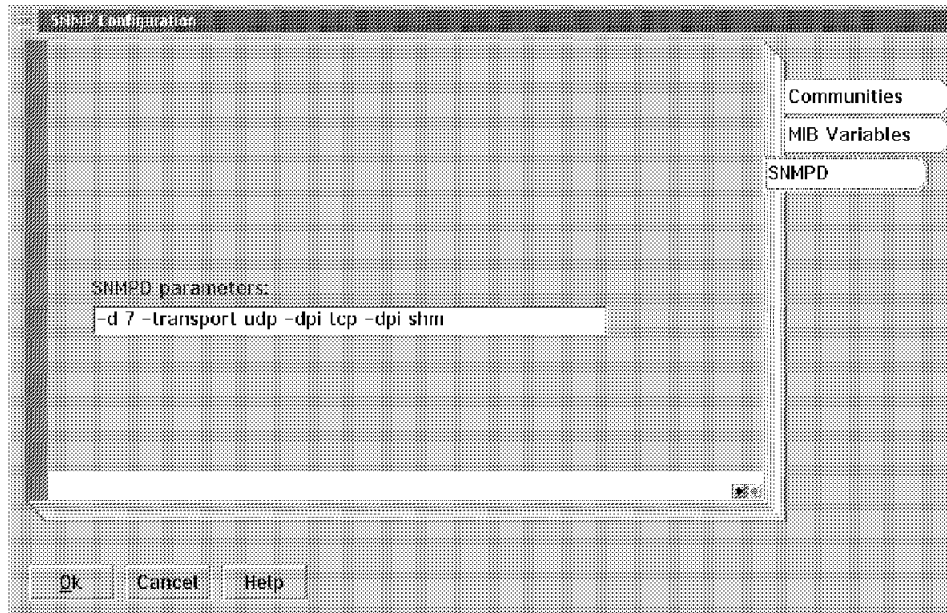 SNMP Configuration
Communities
MIB Variables
SNMPD
SNMPD parameters:
-d 7 -transport udp -dpi tcp -dpi shm
Ok
Cancel
Help